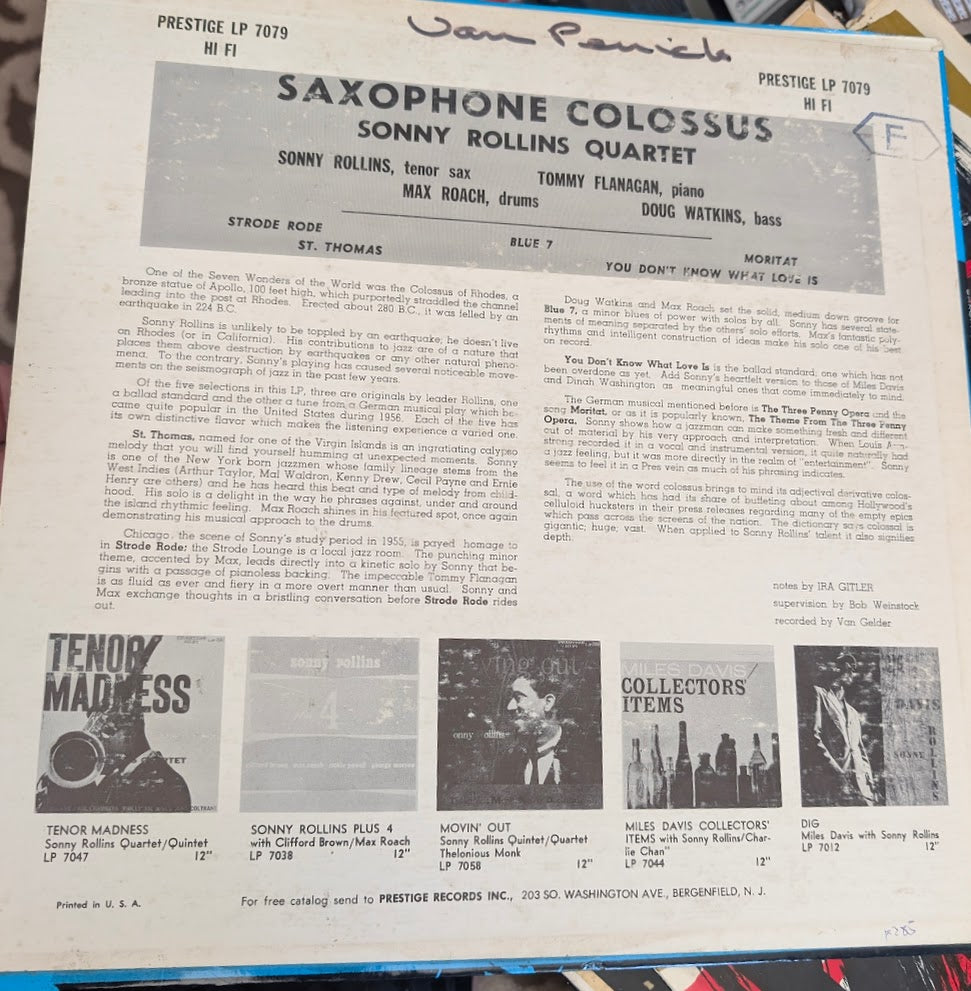 Van Penick
PRESTIGE LP 7079
HI FI
PRESTIGE LP 7079
HI FI
F
SAXOPHONE COLOSSUS
SONNY ROLLINS QUARTET
SONNY ROLLINS, tenor sax
TOMMY FLANAGAN, piano
MAX ROACH, drums
DOUG WATKINS, bass
STRODE RODE
BLUE 7
MORITAT
ST. THOMAS
YOU DON'T KNOW WHAT LOVE IS
One of the Seven Wonders of the World was the Colossus of Rhodes, a
bronze statue of Apollo, 100 feet high, which purportedly straddled the channel
leading into the post at Rhodes. Erected about 280 B.C., it was felled by an
earthquake in 224 B.C.
Sonny Rollins is unlikely to be toppled by an earthquake; he doesn't live
on Rhodes (or in California). His contributions to jazz are of a nature that
places them above destruction by earthquakes or any other natural pheno-
mena. To the contrary, Sonny's playing has caused several noticeable move-
ments on the seismograph of jazz in the past few years.
Of the five selections in this LP, three are originals by leader Rollins, one
a ballad standard and the other a tune from a German musical play which be-
came quite popular in the United States during 1956. Each of the five has
its own distinctive flavor which makes the listening experience a varied one.
St. Thomas, named for one of the Virgin Islands is an ingratiating calypso
melody that you will find yourself humming at unexpected moments. Sonny
is one of the New York born jazzmen whose family lineage stems from the
West Indies (Arthur Taylor, Mal Waldron, Kenny Drew, Cecil Payne and Ernie
Henry are others) and he has heard this beat and type of melody from child-
hood. His solo is a delight in the way he phrases against, under and around
the island rhythmic feeling. Max Roach shines in his featured spot, once again
demonstrating his musical approach to the drums.
Chicago, the scene of Sonny's study period in 1955, is payed homage to
in Strode Rode; the Strode Lounge is a local jazz room. The punching minor
theme, accented by Max, leads directly into a kinetic solo by Sonny that be-
gins with a passage of pianoless backing. The impeccable Tommy Flanagan
is as fluid as ever and fiery in a more overt manner than usual. Sonny and
Max exchange thoughts in a bristling conversation before Strode Rode rides
out.
Doug Watkins and Max Roach set the solid, medium down groove for
Blue 7, a minor blues of power with solos by all. Sonny has several state-
ments of meaning separated by the others' solo efforts. Max's fantastic poly-
rhythms and intelligent construction of ideas make his solo one of his best
on record.
You Don't Know What Love Is is the ballad standard, one which has not
been overdone as yet. Add Sonny's heartfelt version to those of Miles Davis
and Dinah Washington as meaningful ones that come immediately to mind.
The German musical mentioned before is The Three Penny Opera and the
song Moritat, or as it is popularly known, The Theme From The Three Penny
Opera. Sonny shows how a jazzman can make something fresh and different
out of material by his very approach and interpretation. When Louis Arm-
strong recorded it in a vocal and instrumental version, it quite naturally had
a jazz feeling, but it was more directly in the realm of "entertainment". Sonny
seems to feel it in a Pres vein as much of his phrasing indicates.
The use of the word colossus brings to mind its adjectival derivative colos-
sal, a word which has had its share of buffeting about among Hollywood's
celluloid hucksters in their press releases regarding many of the empty epics
which pass across the screens of the nation. The dictionary says colossal is
gigantic; huge; vast. When applied to Sonny Rollins' talent it also signifies
depth.
notes by IRA GITLER
supervision by Bob Weinstock
recorded by Van Gelder
TENOR
MADNESS
sonny rollins
plus
4
MILES DAVIS
COLLECTORS'
ITEMS
DAVIS
SONNY
ROLLINS
TENOR MADNESS
Sonny Rollins Quartet/Quintet
LP 7047 12"
SONNY ROLLINS PLUS 4
with Clifford Brown/Max Roach
LP 7038 12"
MOVIN' OUT
Sonny Rollins Quintet/Quartet
Thelonious Monk
LP 7058 12"
MILES DAVIS COLLECTORS'
ITEMS with Sonny Rollins/Char-
lie Chan"
LP 7044 12"
DIG
Miles Davis with Sonny Rollins
LP 7012 12"
Printed in U. S. A.
For free catalog send to PRESTIGE RECORDS INC., 203 SO. WASHINGTON AVE., BERGENFIELD, N. J.